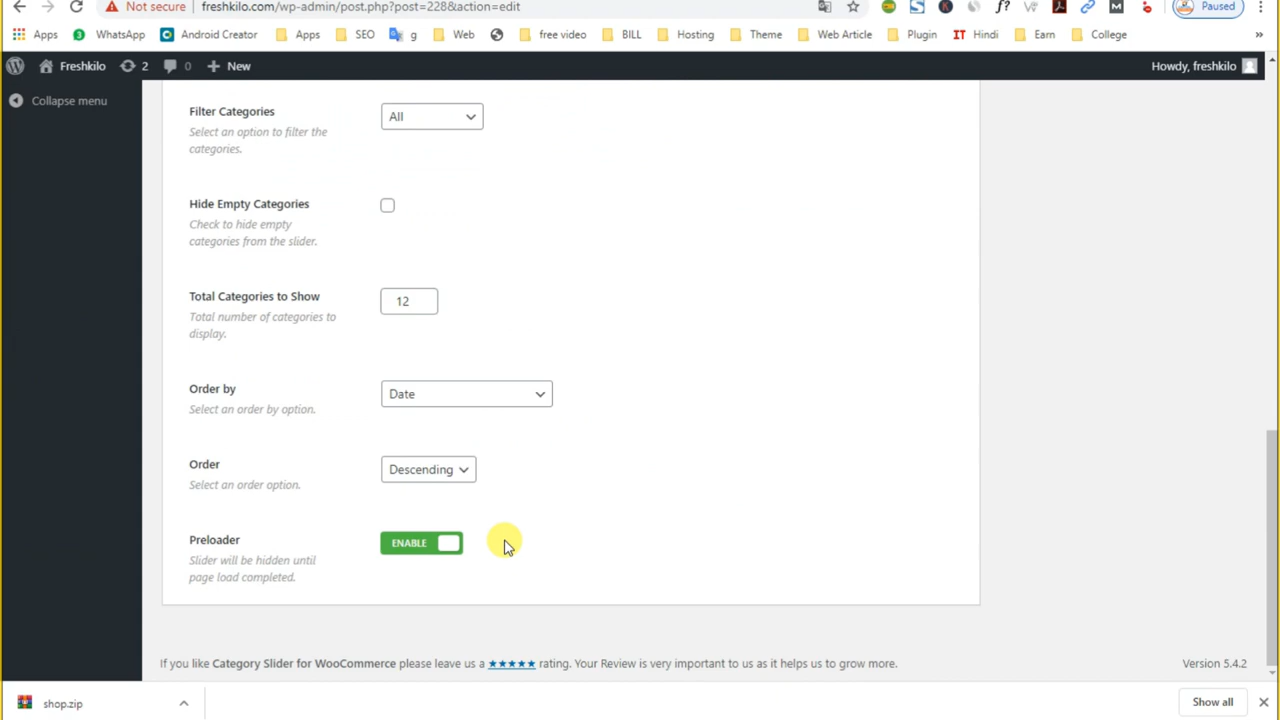 Not secure freshkilo.com/wp-admin/post.php?post=228&action=edit Paused
Apps WhatsApp Android Creator Apps SEO g Web free video BILL Hosting Theme Web Article Plugin IT Hindi Earn College »
Freshkilo 2 0 New Howdy, freshkilo
Collapse menu
Filter Categories All
Select an option to filter the
categories.
Hide Empty Categories
Check to hide empty
categories from the slider.
Total Categories to Show 12
Total number of categories to
display.
Order by Date
Select an order by option.
Order Descending
Select an order option.
Preloader ENABLE
Slider will be hidden until
page load completed.
If you like Category Slider for WooCommerce please leave us a ★★★★★ rating. Your Review is very important to us as it helps us to grow more. Version 5.4.2
shop.zip Show all